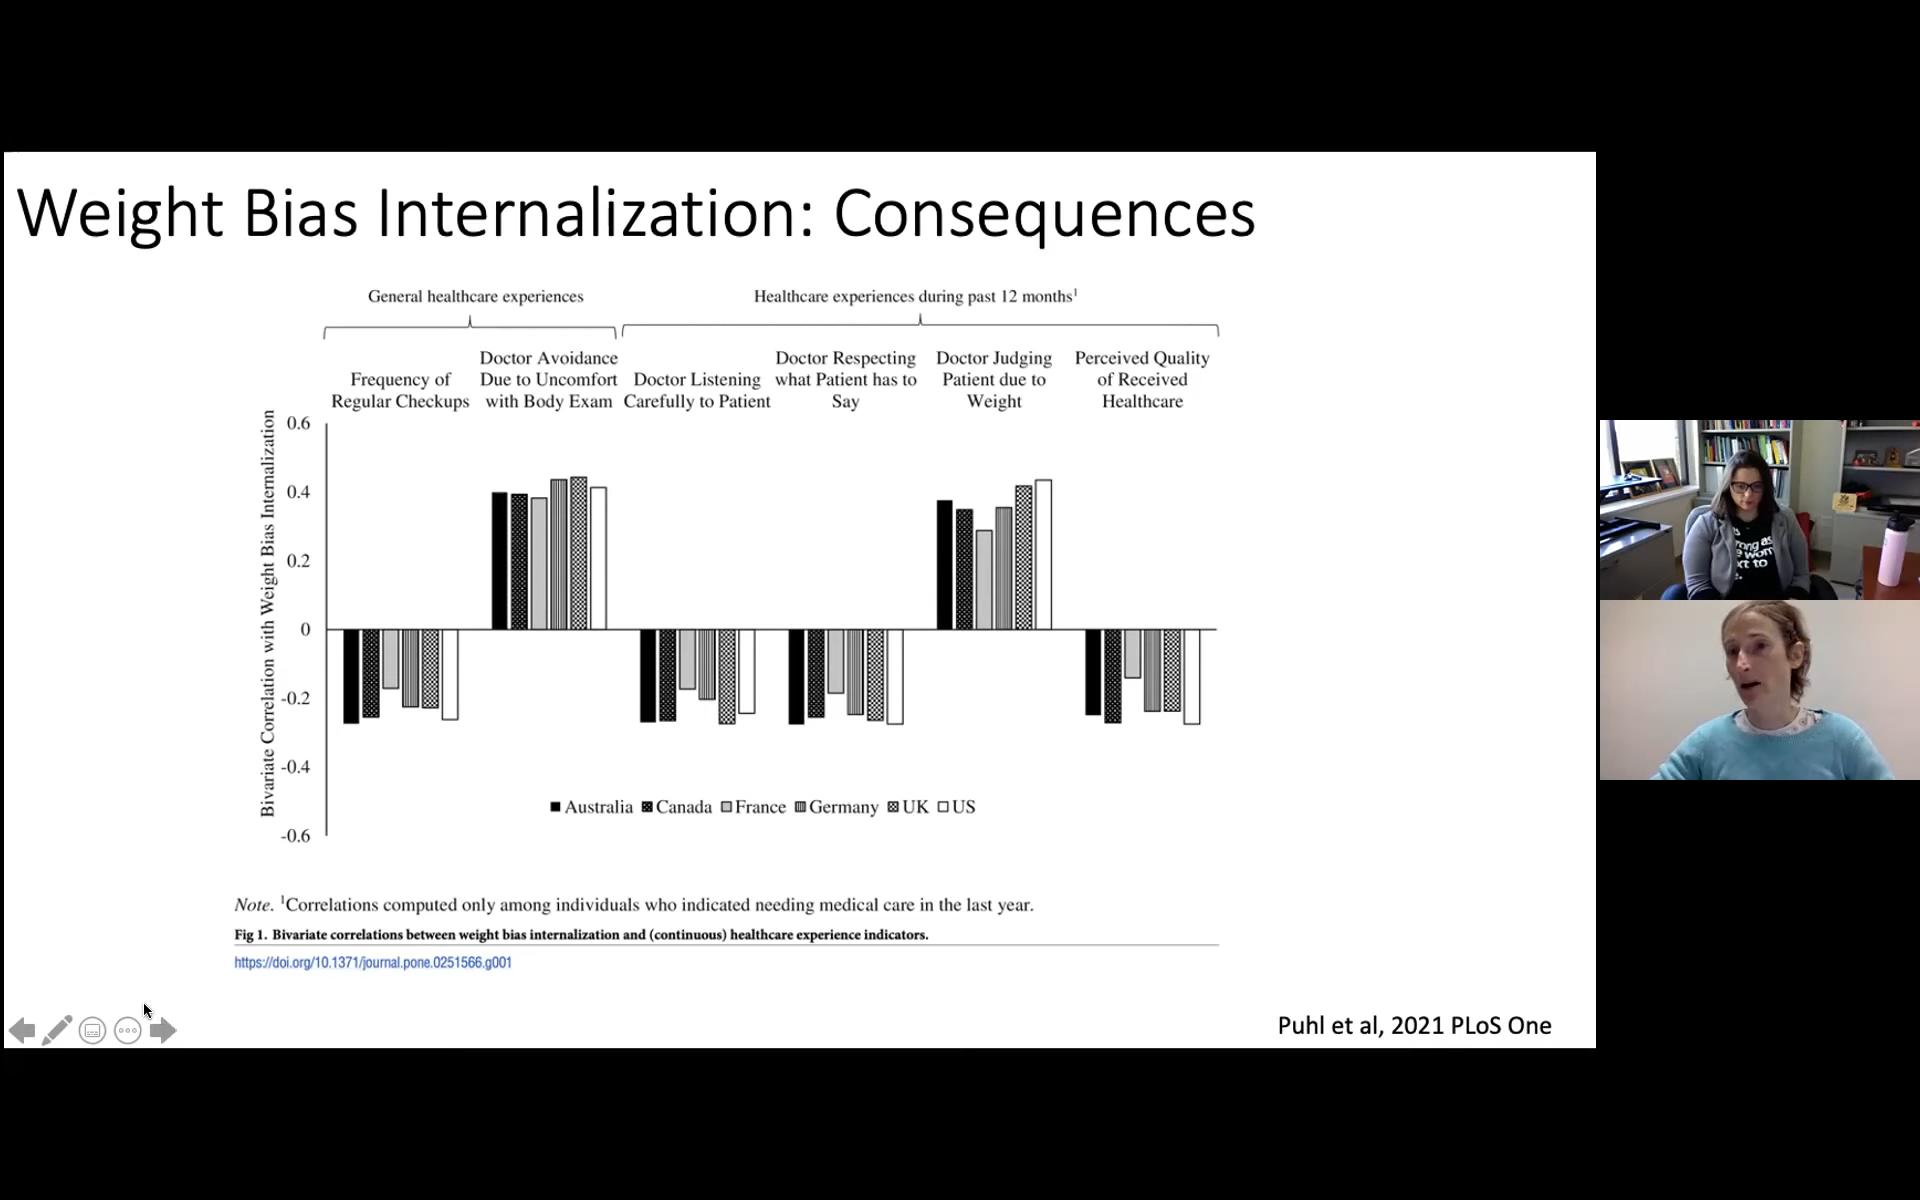 Weight Bias Internalization: Consequences
General healthcare experiences
Healthcare experiences during past 12 months¹
Frequency of
Regular Checkups
Doctor Avoidance
Due to Uncomfort
with Body Exam
Doctor Listening
Carefully to Patient
Doctor Respecting
what Patient has to
Say
Doctor Judging
Patient due to
Weight
Perceived Quality
of Received
Healthcare
Bivariate Correlation with Weight Bias Internalization
0.6
0.4
0.2
0
-0.2
-0.4
-0.6
Australia Canada France Germany UK US
Note. ¹Correlations computed only among individuals who indicated needing medical care in the last year.
Fig 1. Bivariate correlations between weight bias internalization and (continuous) healthcare experience indicators.
https://doi.org/10.1371/journal.pone.0251566.g001
Puhl et al, 2021 PLoS One
xt to